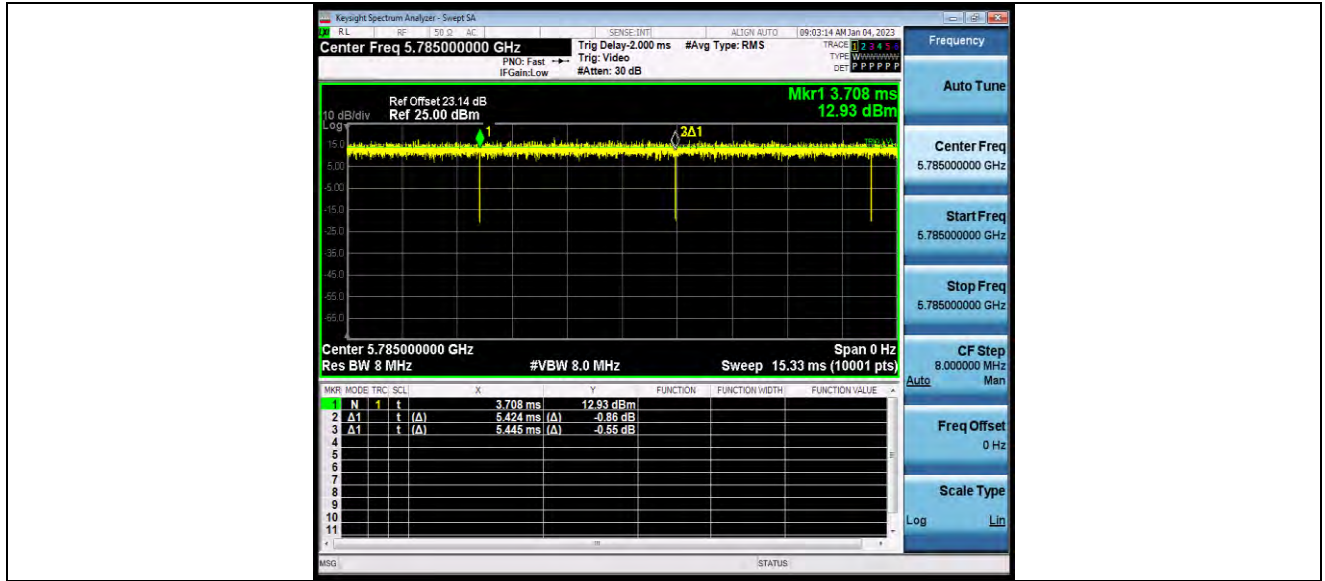 Keysight Spectrum Analyzer - Swept SA
RL RF 50 Ω AC SENSE:INT ALIGN AUTO 09:03:14 AM Jan 04, 2023
Center Freq 5.785000000 GHz
PNO: Fast
IFGain:Low
Trig Delay-2.000 ms
Trig: Video
#Atten: 30 dB
#Avg Type: RMS
TRACE 1 2 3 4 5 6
TYPE W
DET P P P P P P
Mkr1 3.708 ms
12.93 dBm
Ref Offset 23.14 dB
10 dB/div Ref 25.00 dBm
Log
1
3Δ1
15.0
5.00
-5.00
-15.0
-25.0
-35.0
-45.0
-55.0
-65.0
Center 5.785000000 GHz Span 0 Hz
Res BW 8 MHz #VBW 8.0 MHz Sweep 15.33 ms (10001 pts)
MKR MODE TRC SCL X Y FUNCTION FUNCTION WIDTH FUNCTION VALUE
1 N 1 t 3.708 ms 12.93 dBm
2 Δ1 t (Δ) 5.424 ms (Δ) -0.86 dB
3 Δ1 t (Δ) 5.445 ms (Δ) -0.55 dB
4
5
6
7
8
9
10
11
MSG STATUS
Frequency
Auto Tune
Center Freq
5.785000000 GHz
Start Freq
5.785000000 GHz
Stop Freq
5.785000000 GHz
CF Step
8.000000 MHz
Auto Man
Freq Offset
0 Hz
Scale Type
Log Lin